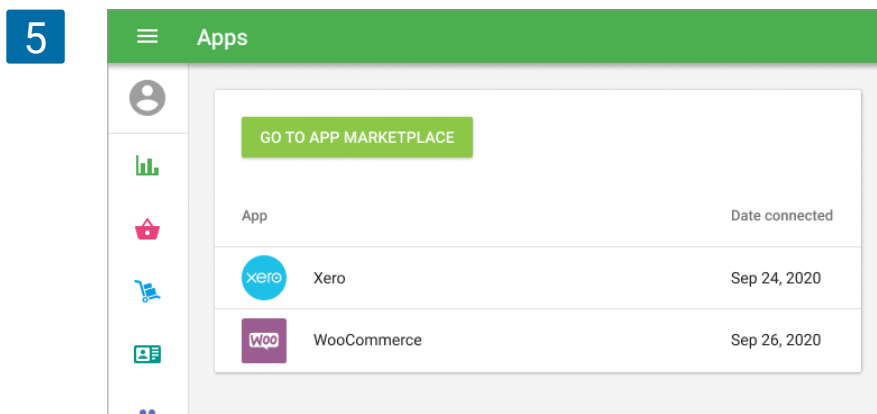 5
Apps
GO TO APP MARKETPLACE
App Date connected
xero Xero Sep 24, 2020
Woo WooCommerce Sep 26, 2020